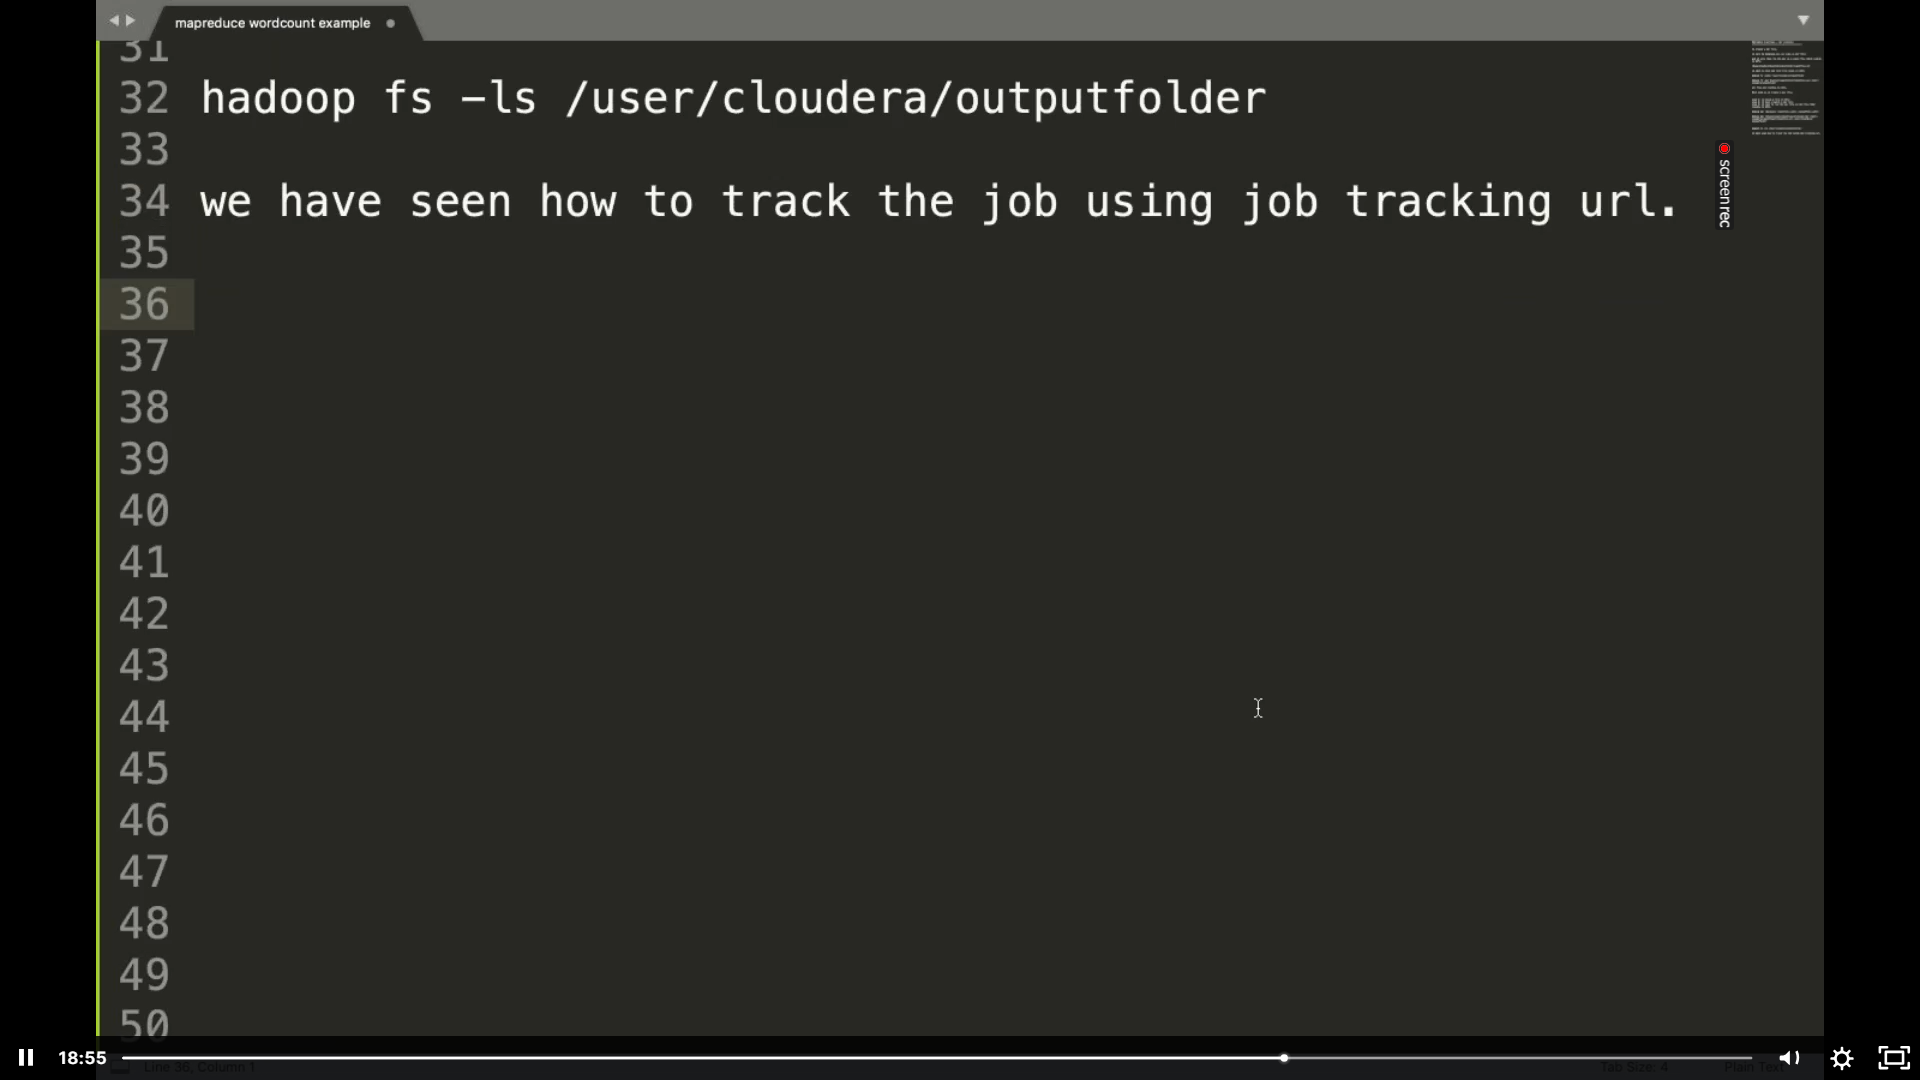 mapreduce wordcount example
31
32 hadoop fs -ls /user/cloudera/outputfolder
33
34 we have seen how to track the job using job tracking url.
35
36
37
38
39
40
41
42
43
44
45
46
47
48
49
50
screenrec
18:55
Line 36, Column 1
Tab Size: 4
Plain Text